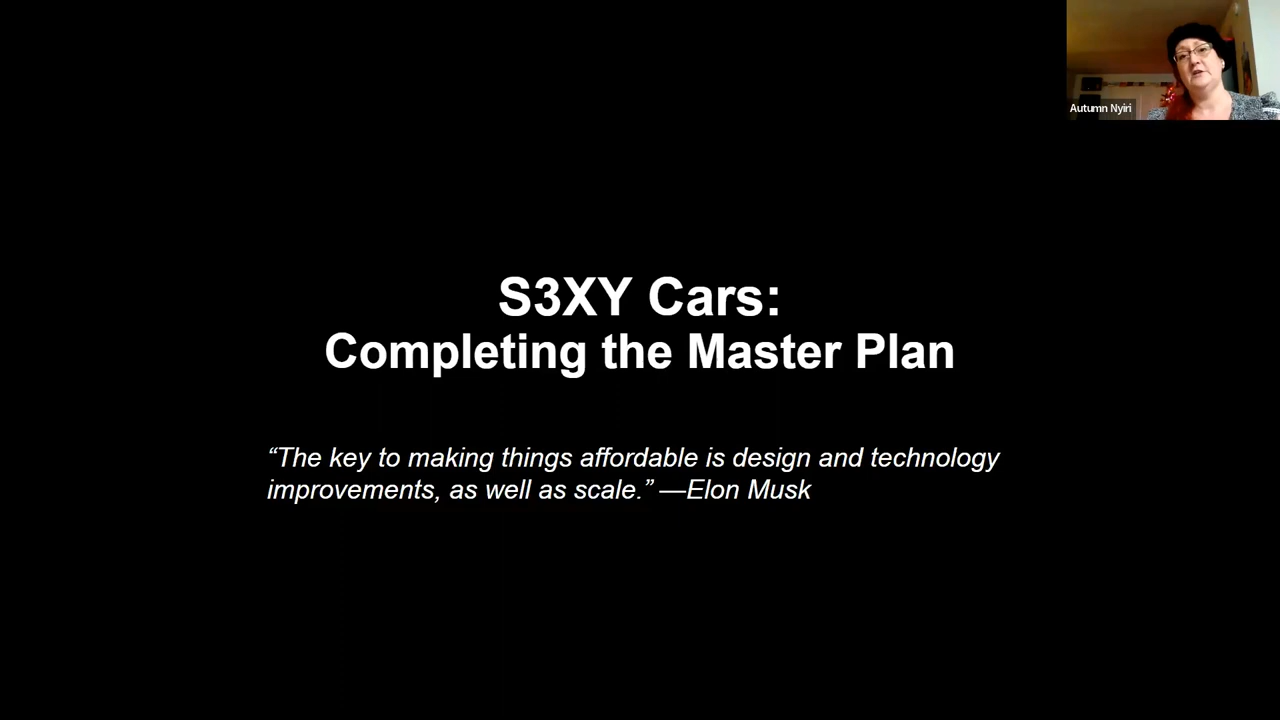 Autumn Nyiri
S3XY Cars:
Completing the Master Plan
“The key to making things affordable is design and technology
improvements, as well as scale.” —Elon Musk